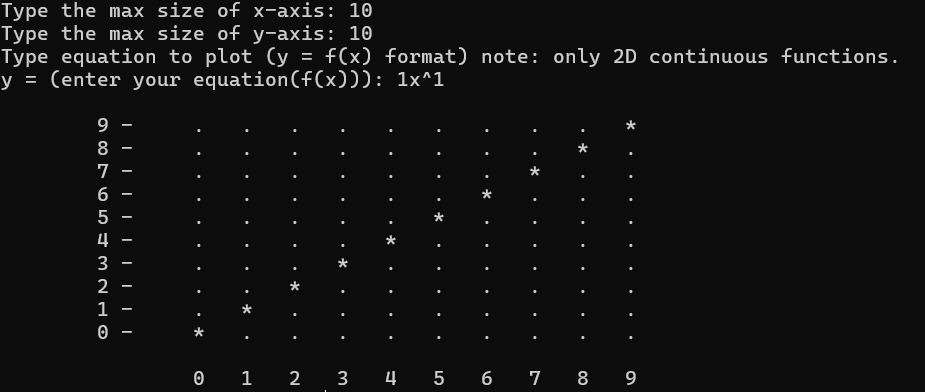 Type the max size of x-axis: 10
Type the max size of y-axis: 10
Type equation to plot (y = f(x) format) note: only 2D continuous functions.
y = (enter your equation(f(x))): 1x^1
9 - . . . . . . . . . *
8 - . . . . . . . . * .
7 - . . . . . . . * . .
6 - . . . . . . * . . .
5 - . . . . . * . . . .
4 - . . . . * . . . . .
3 - . . . * . . . . . .
2 - . . * . . . . . . .
1 - . * . . . . . . . .
0 - * . . . . . . . . .
0 1 2 3 4 5 6 7 8 9